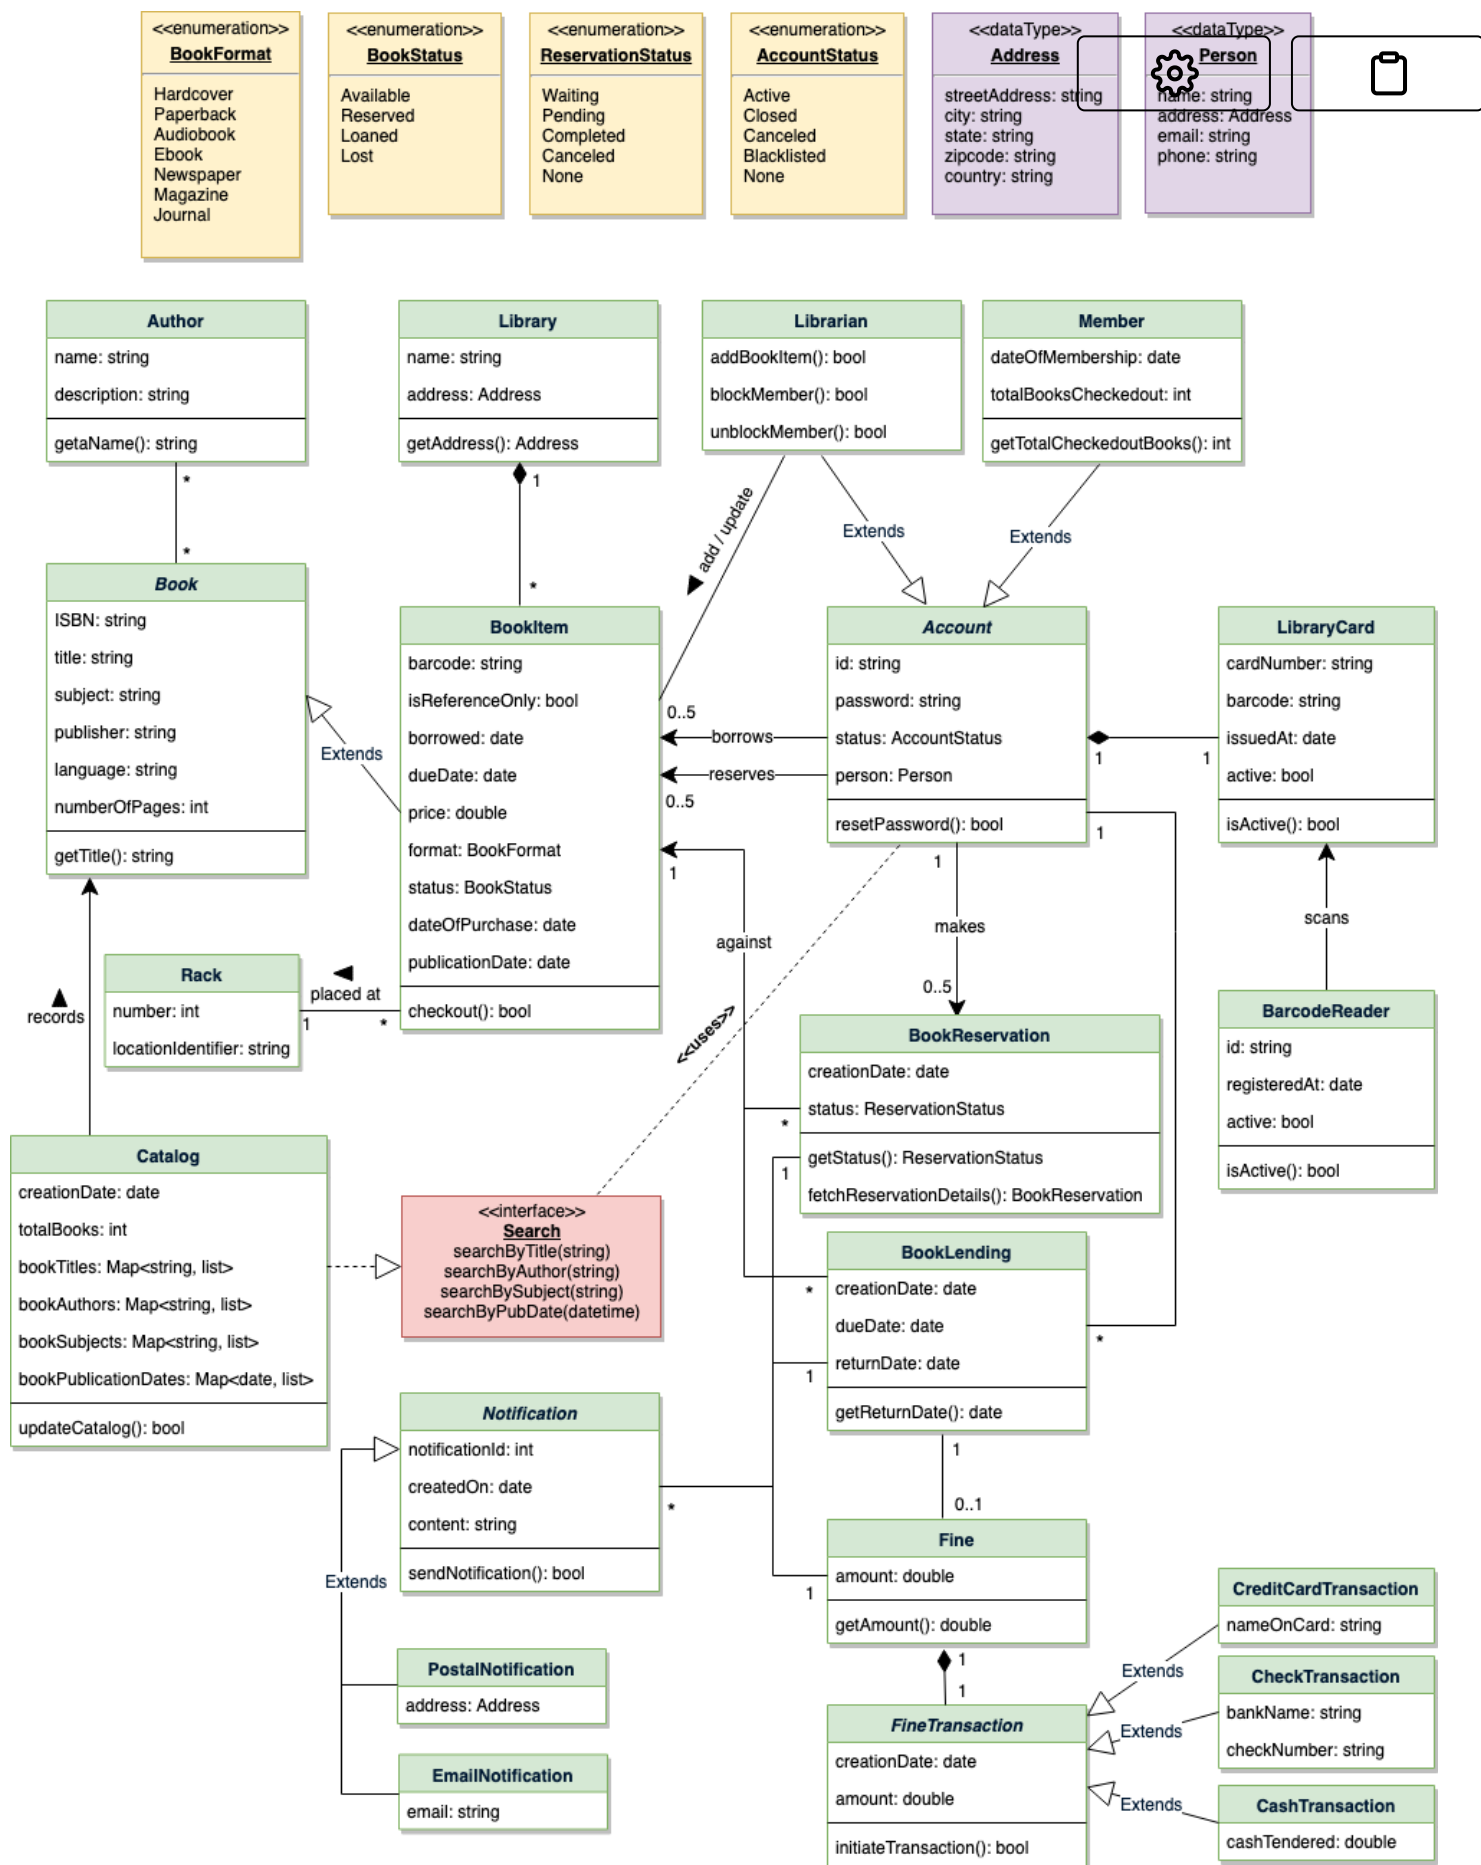 <<enumeration>>
BookFormat
Hardcover
Paperback
Audiobook
Ebook
Newspaper
Magazine
Journal
<<enumeration>>
BookStatus
Available
Reserved
Loaned
Lost
<<enumeration>>
ReservationStatus
Waiting
Pending
Completed
Canceled
None
<<enumeration>>
AccountStatus
Active
Closed
Canceled
Blacklisted
None
<<dataType>>
Address
streetAddress: string
city: string
state: string
zipcode: string
country: string
<<dataType>>
Person
name: string
address: Address
email: string
phone: string
Author
name: string
description: string
getaName(): string
*
*
Library
name: string
address: Address
getAddress(): Address
1
*
Librarian
addBookItem(): bool
blockMember(): bool
unblockMember(): bool
add / update
Extends
Member
dateOfMembership: date
totalBooksCheckedout: int
getTotalCheckedoutBooks(): int
Extends
Book
ISBN: string
title: string
subject: string
publisher: string
language: string
numberOfPages: int
getTitle(): string
Extends
BookItem
barcode: string
isReferenceOnly: bool
borrowed: date
dueDate: date
price: double
format: BookFormat
status: BookStatus
dateOfPurchase: date
publicationDate: date
checkout(): bool
0..5
borrows
reserves
0..5
1
against
Account
id: string
password: string
status: AccountStatus
person: Person
resetPassword(): bool
1
1
1
1
makes
0..5
LibraryCard
cardNumber: string
barcode: string
issuedAt: date
active: bool
isActive(): bool
scans
Rack
number: int
locationIdentifier: string
placed at
1
*
records
<<uses>>
BookReservation
creationDate: date
status: ReservationStatus
getStatus(): ReservationStatus
fetchReservationDetails(): BookReservation
*
1
BarcodeReader
id: string
registeredAt: date
active: bool
isActive(): bool
Catalog
creationDate: date
totalBooks: int
bookTitles: Map<string, list>
bookAuthors: Map<string, list>
bookSubjects: Map<string, list>
bookPublicationDates: Map<date, list>
updateCatalog(): bool
<<interface>>
Search
searchByTitle(string)
searchByAuthor(string)
searchBySubject(string)
searchByPubDate(datetime)
BookLending
creationDate: date
dueDate: date
returnDate: date
getReturnDate(): date
*
*
1
1
0..1
Notification
notificationId: int
createdOn: date
content: string
sendNotification(): bool
*
Extends
Fine
amount: double
getAmount(): double
1
1
1
PostalNotification
address: Address
EmailNotification
email: string
FineTransaction
creationDate: date
amount: double
initiateTransaction(): bool
Extends
Extends
Extends
CreditCardTransaction
nameOnCard: string
CheckTransaction
bankName: string
checkNumber: string
CashTransaction
cashTendered: double